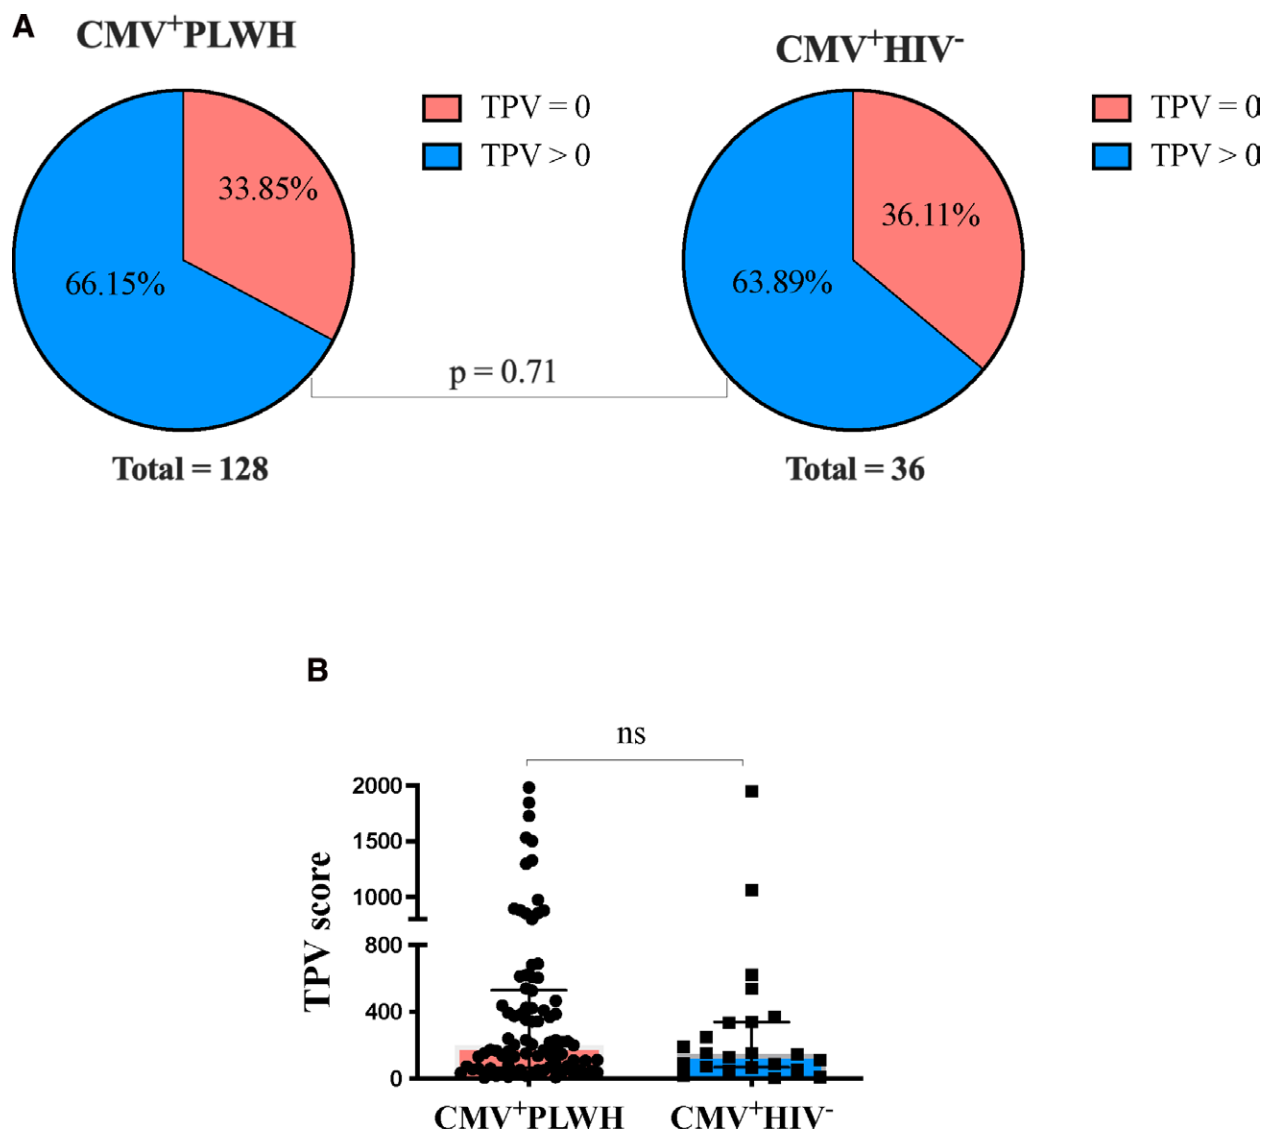 A
CMV⁺PLWH
CMV⁺HIV⁻
TPV = 0
TPV > 0
TPV = 0
TPV > 0
33.85%
66.15%
36.11%
63.89%
p = 0.71
Total = 128
Total = 36
B
ns
TPV score
2000
1500
1000
800
400
0
CMV⁺PLWH
CMV⁺HIV⁻